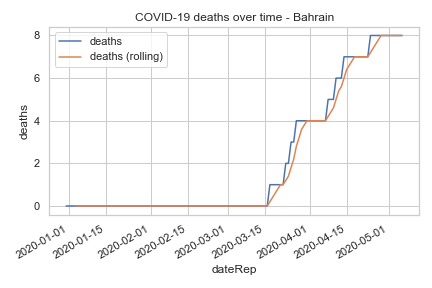 COVID-19 deaths over time - Bahrain
deaths
deaths (rolling)
deaths
8
6
4
2
0
2020-01-01
2020-01-15
2020-02-01
2020-02-15
2020-03-01
2020-03-15
2020-04-01
2020-04-15
2020-05-01
dateRep